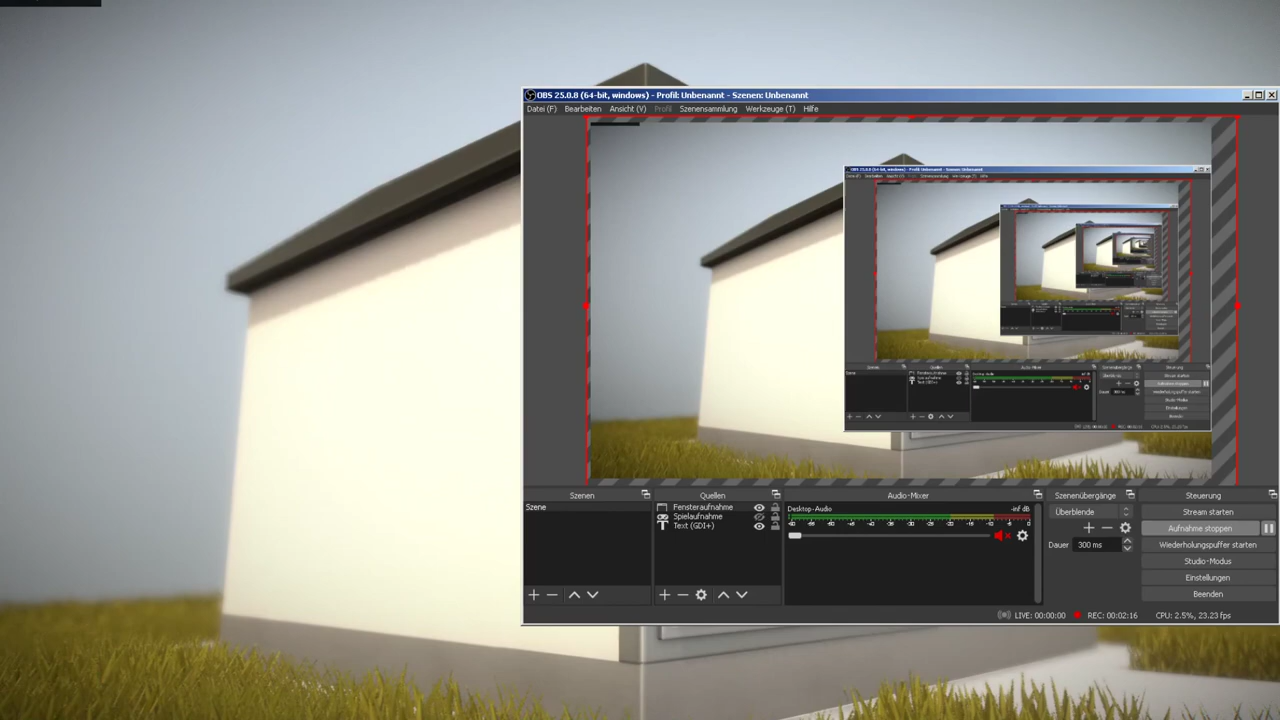 OBS 25.0.8 (64-bit, windows) - Profil: Unbenannt - Szenen: Unbenannt
Datei (F) Bearbeiten Ansicht (V) Profil Szenensammlung Werkzeuge (T) Hilfe
Szenen
Szene
Quellen
Fensteraufnahme
Spielaufnahme
Text (GDI+)
Audio-Mixer
Desktop-Audio -inf dB
Szenenübergänge
Überblende
Dauer 300 ms
Steuerung
Stream starten
Aufnahme stoppen
Wiederholungspuffer starten
Studio-Modus
Einstellungen
Beenden
LIVE: 00:00:00 REC: 00:02:16 CPU: 2.5%, 23.23 fps